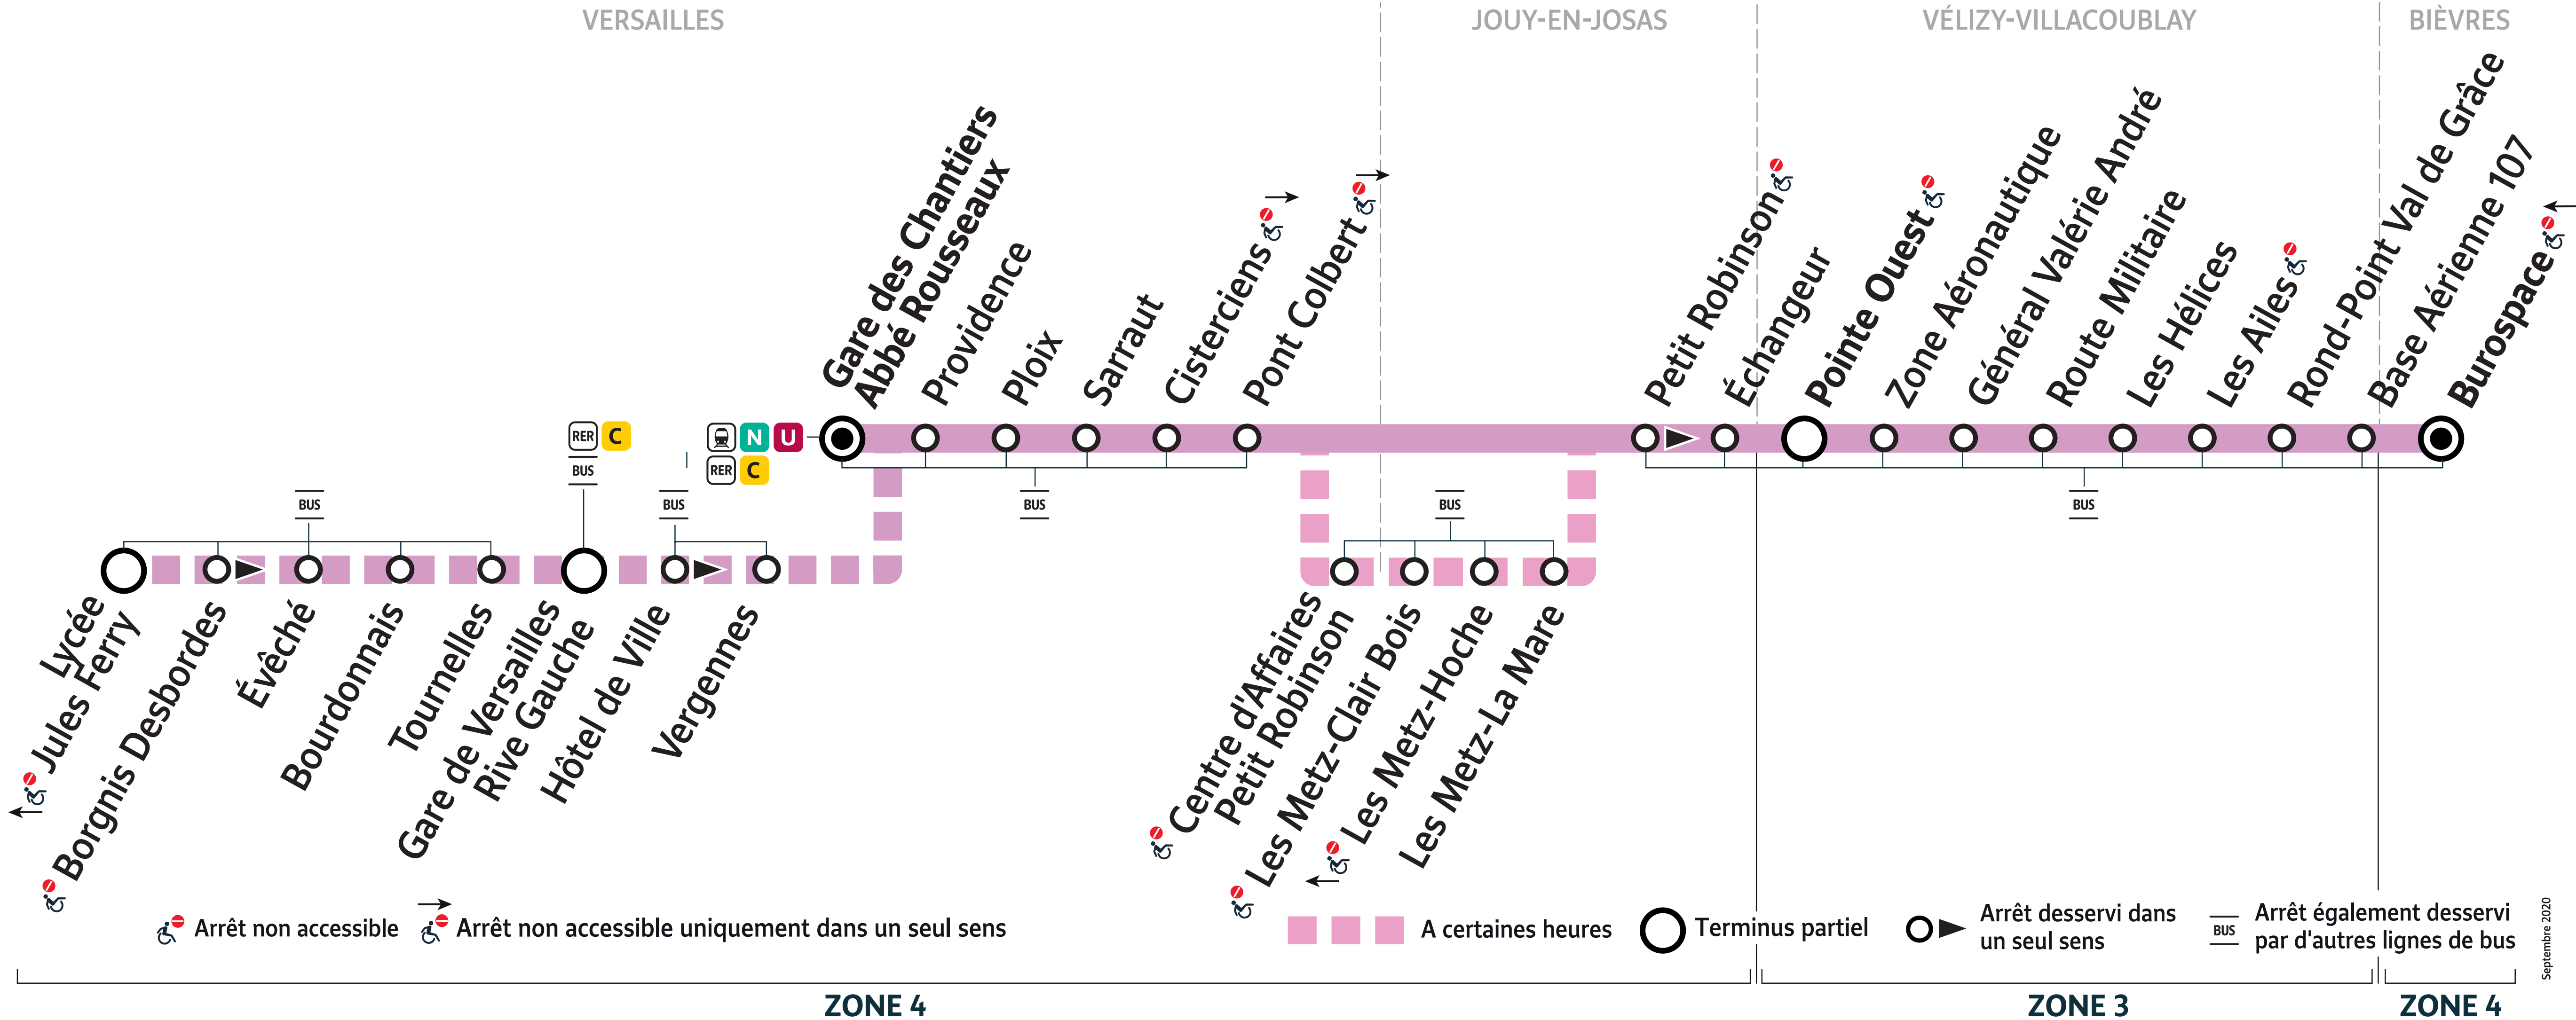 VERSAILLES
JOUY-EN-JOSAS
VÉLIZY-VILLACOUBLAY
BIÈVRES
Gare des Chantiers
Abbé Rousseaux
Providence
Ploix
Sarraut
Cisterciens
Pont Colbert
Petit Robinson
Échangeur
Pointe Ouest
Zone Aéronautique
Général Valérie André
Route Militaire
Les Hélices
Les Ailes
Rond-Point Val de Grâce
Base Aérienne 107
Burospace
RER C
BUS
N U
RER C
BUS
BUS
BUS
BUS
BUS
Lycée
Jules Ferry
Borgnis Desbordes
Évêché
Bourdonnais
Tournelles
Gare de Versailles
Rive Gauche
Hôtel de Ville
Vergennes
Centre d'Affaires
Petit Robinson
Les Metz-Clair Bois
Les Metz-Hoche
Les Metz-La Mare
Arrêt non accessible
Arrêt non accessible uniquement dans un seul sens
A certaines heures
Terminus partiel
Arrêt desservi dans
un seul sens
BUS
Arrêt également desservi
par d'autres lignes de bus
Septembre 2020
ZONE 4
ZONE 3
ZONE 4